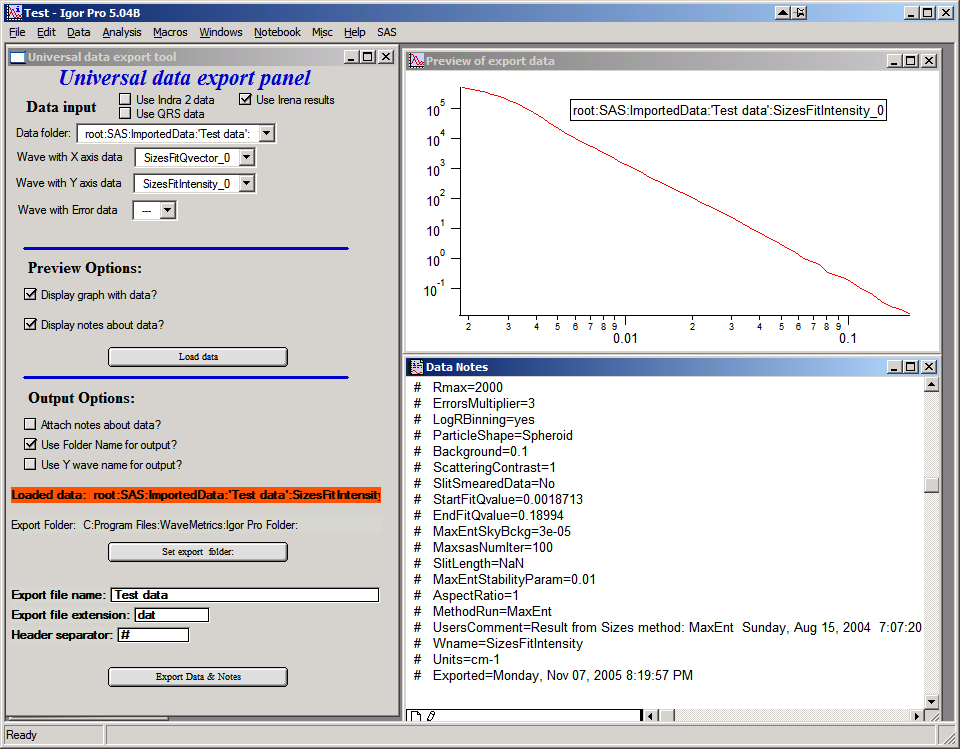 Test - Igor Pro 5.04B
File Edit Data Analysis Macros Windows Notebook Misc Help SAS
Universal data export tool
Universal data export panel
Data input
Use Indra 2 data
Use Irena results
Use QRS data
Data folder: root:SAS:ImportedData:'Test data':
Wave with X axis data SizesFitQvector_0
Wave with Y axis data SizesFitIntensity_0
Wave with Error data ---
Preview Options:
Display graph with data?
Display notes about data?
Load data
Output Options:
Attach notes about data?
Use Folder Name for output?
Use Y wave name for output?
Loaded data: root:SAS:ImportedData:'Test data':SizesFitIntensity
Export Folder: C:Program Files:WaveMetrics:Igor Pro Folder:
Set export folder:
Export file name: Test data
Export file extension: dat
Header separator: #
Export Data & Notes
Preview of export data
root:SAS:ImportedData:'Test data':SizesFitIntensity_0
10^5
10^4
10^3
10^2
10^1
10^0
10^-1
2 3 4 5 6 7 8 9 2 3 4 5 6 7 8 9
0.01 0.1
Data Notes
# Rmax=2000
# ErrorsMultiplier=3
# LogRBinning=yes
# ParticleShape=Spheroid
# Background=0.1
# ScatteringContrast=1
# SlitSmearedData=No
# StartFitQvalue=0.0018713
# EndFitQvalue=0.18994
# MaxEntSkyBckg=3e-05
# MaxsasNumIter=100
# SlitLength=NaN
# MaxEntStabilityParam=0.01
# AspectRatio=1
# MethodRun=MaxEnt
# UsersComment=Result from Sizes method: MaxEnt Sunday, Aug 15, 2004 7:07:20
# Wname=SizesFitIntensity
# Units=cm-1
# Exported=Monday, Nov 07, 2005 8:19:57 PM
Ready